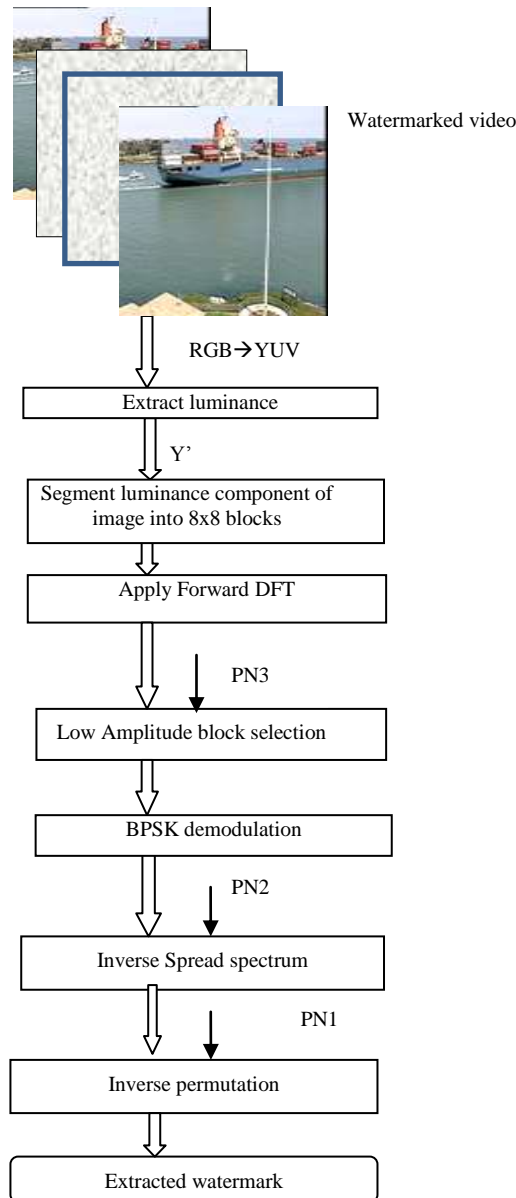 Watermarked video
RGB→YUV
Extract luminance
Y’
Segment luminance component of
image into 8x8 blocks
Apply Forward DFT
PN3
Low Amplitude block selection
BPSK demodulation
PN2
Inverse Spread spectrum
PN1
Inverse permutation
Extracted watermark